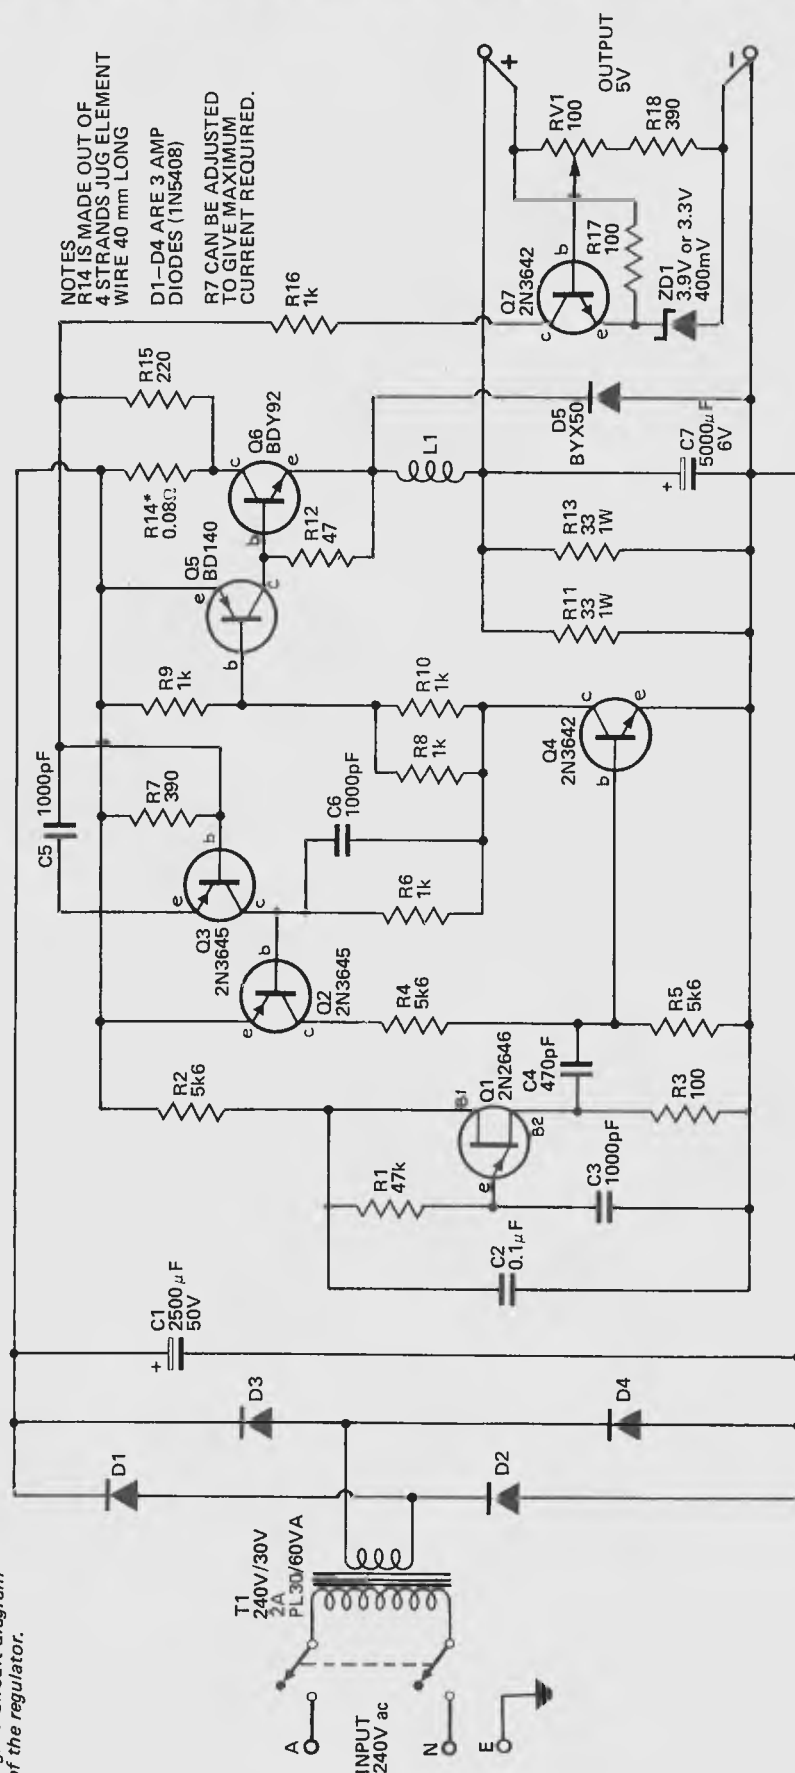 of the regulator.
NOTES
R14 IS MADE OUT OF
4 STRANDS JUG ELEMENT
WIRE 40 mm LONG
D1–D4 ARE 3 AMP
DIODES (1N5408)
R7 CAN BE ADJUSTED
TO GIVE MAXIMUM
CURRENT REQUIRED.
INPUT
240V ac
A
N
E
T1
240V/30V
2A
PL30/60VA
D1
D2
D3
D4
+
C1
2500µF
50V
C2
0.1µF
R1
47k
C3
1000pF
R2
5k6
e
B1
B2
Q1
2N2646
R3
100
C4
470pF
e
b
c
Q2
2N3645
R4
5k6
R5
5k6
e
b
c
Q3
2N3645
C5
1000pF
R7
390
R6
1k
C6
1000pF
R8
1k
R9
1k
R10
1k
b
c
e
Q4
2N3642
e
b
c
Q5
BD140
R14*
0.08Ω
R15
220
b
c
e
Q6
BDY92
R12
47
R11
33
1W
R13
33
1W
L1
+
C7
5000µF
6V
D5
BYX50
R16
1k
c
b
e
Q7
2N3642
R17
100
ZD1
3.9V or 3.3V
400mV
RV1
100
R18
390
+
OUTPUT
5V
–